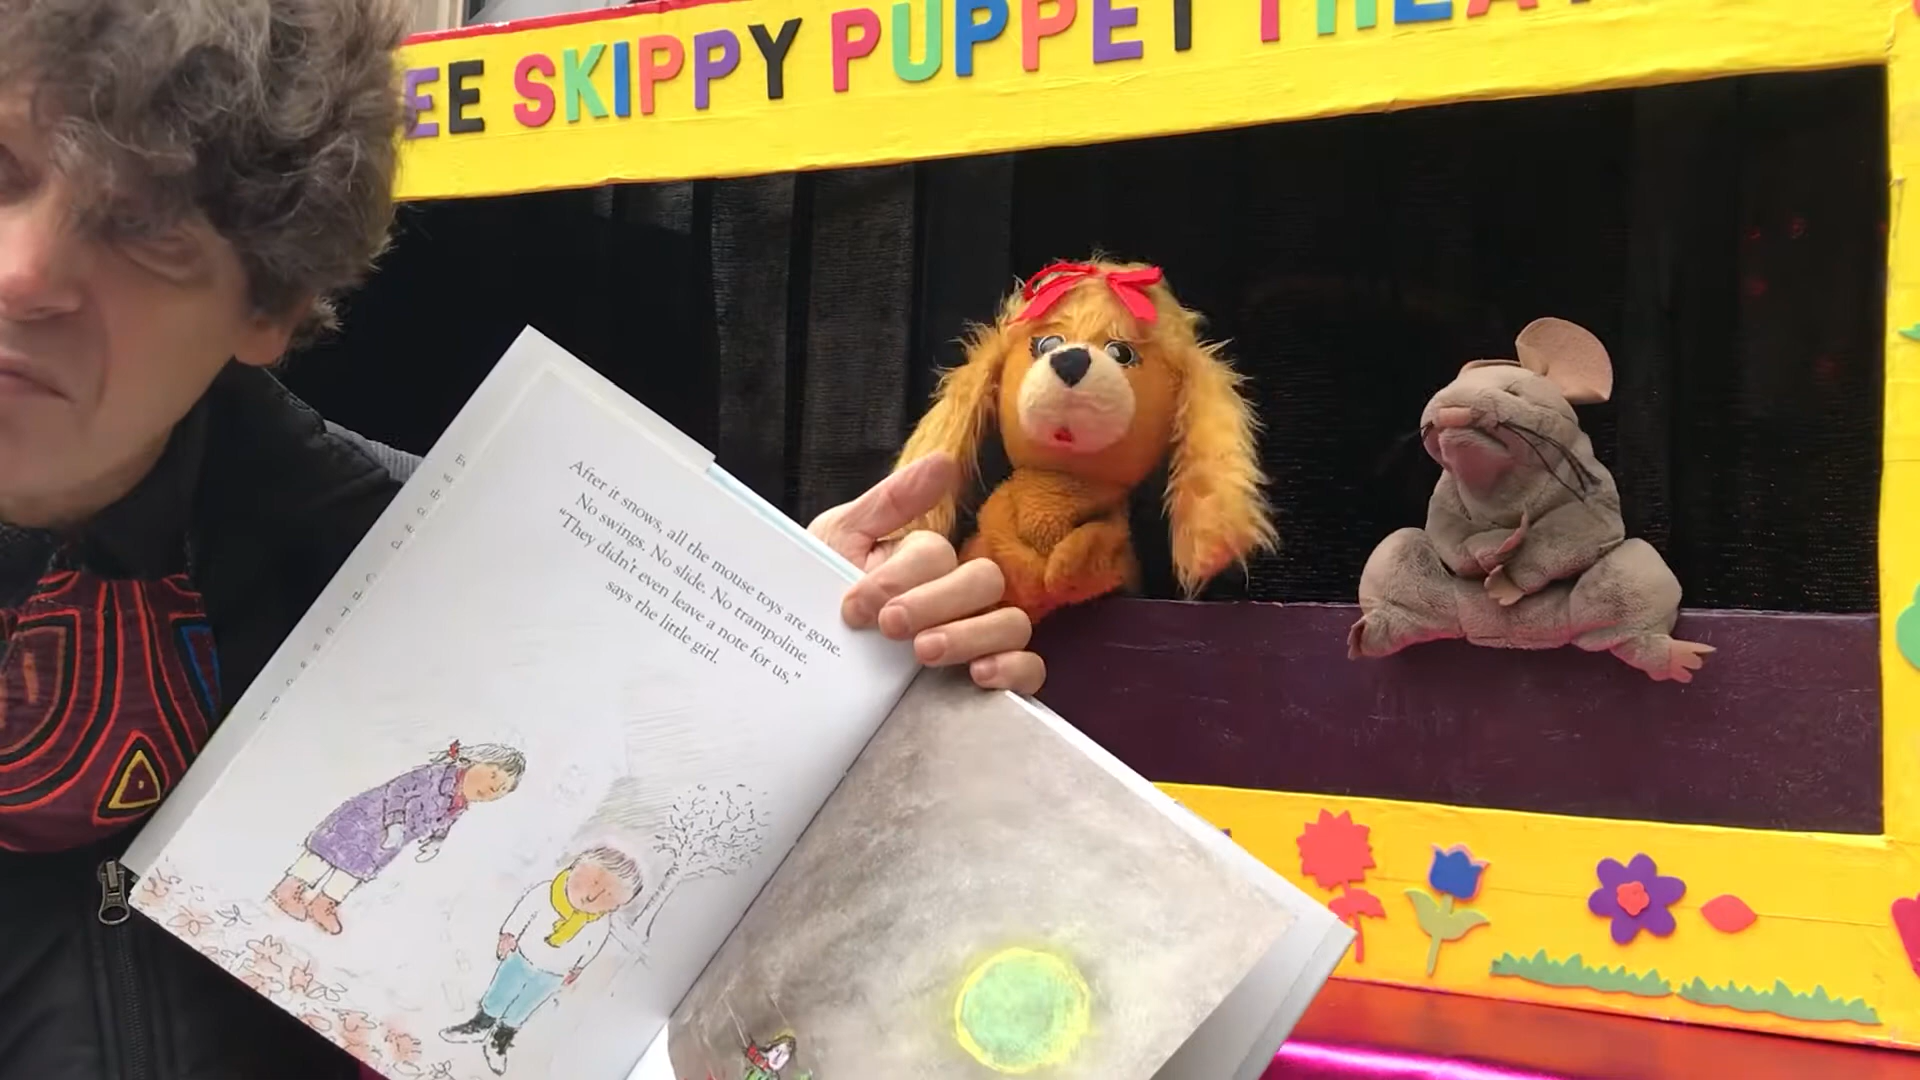 EE SKIPPY PUPPET THEAT
After it snows, all the mouse toys are gone.
No swings. No slide. No trampoline.
“They didn't even leave a note for us,”
says the little girl.